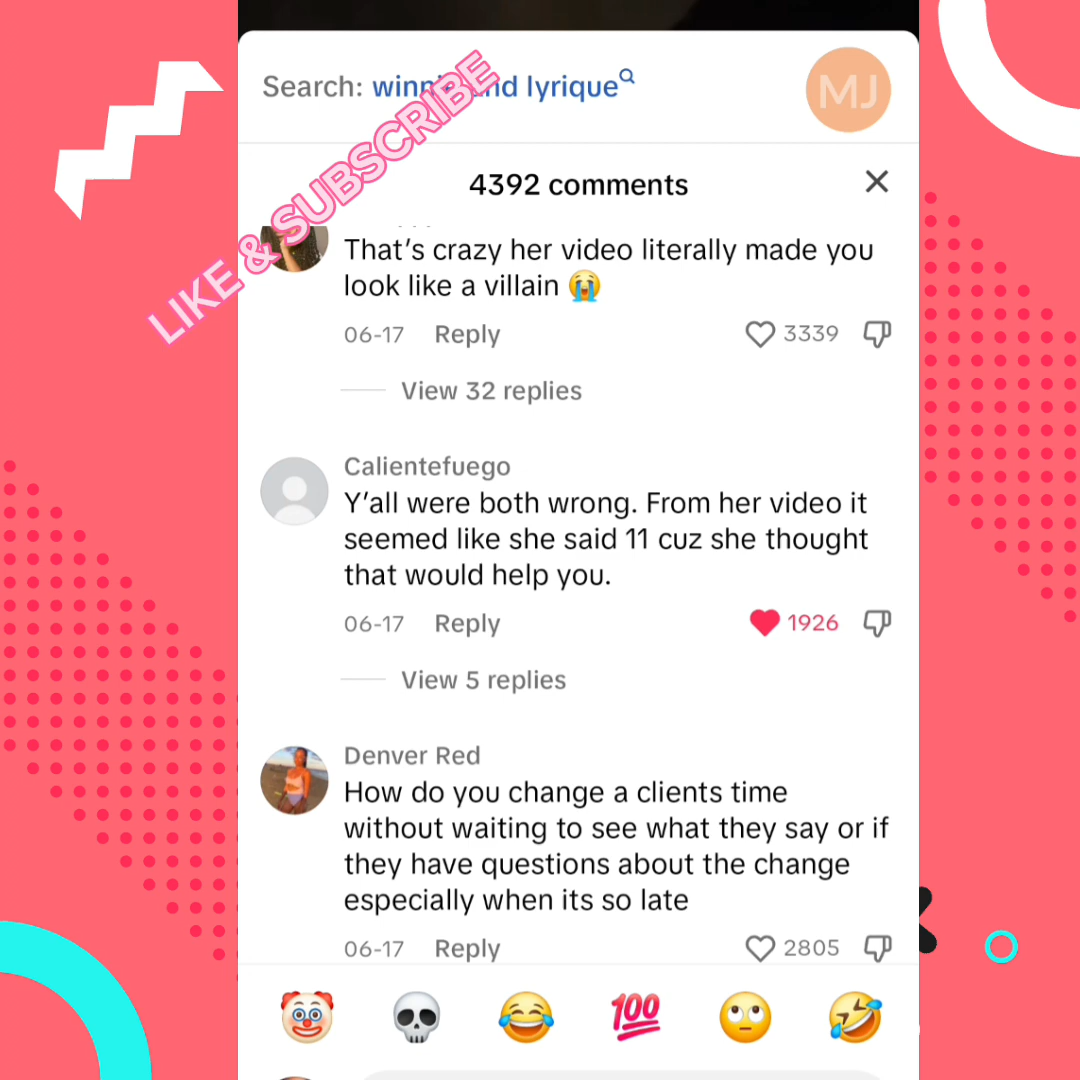 Search: lyrique
MJ
LIKE & SUBSCRIBE
4392 comments
That's crazy her video literally made you
look like a villain 😭
06-17 Reply 3339
View 32 replies
Calientefuego
Y'all were both wrong. From her video it
seemed like she said 11 cuz she thought
that would help you.
06-17 Reply 1926
View 5 replies
Denver Red
How do you change a clients time
without waiting to see what they say or if
they have questions about the change
especially when its so late
06-17 Reply 2805
🤡 💀 😂 💯 🙄 🤣